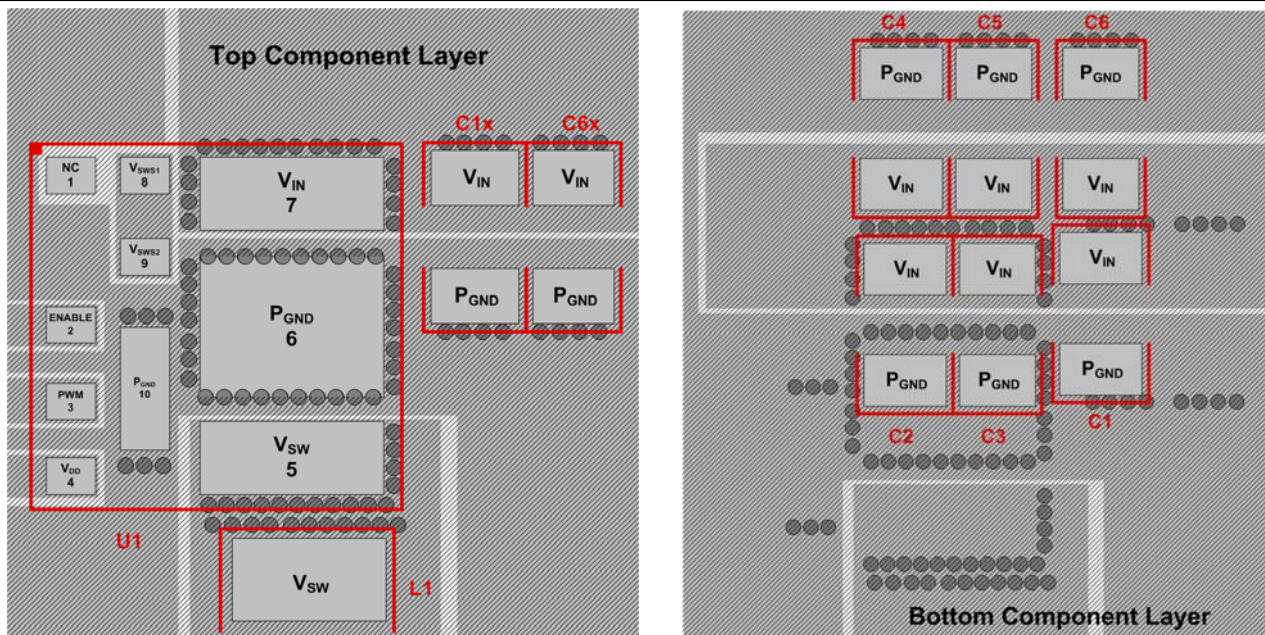 Top Component Layer
C1x
C6x
NC
1
VSWS1
8
VIN
7
VIN
VIN
VSWS2
9
PGND
6
PGND
PGND
ENABLE
2
PGND
10
PWM
3
VSW
5
VDD
4
U1
VSW
L1
C4
C5
C6
PGND
PGND
PGND
VIN
VIN
VIN
VIN
VIN
VIN
PGND
PGND
PGND
C2
C3
C1
Bottom Component Layer